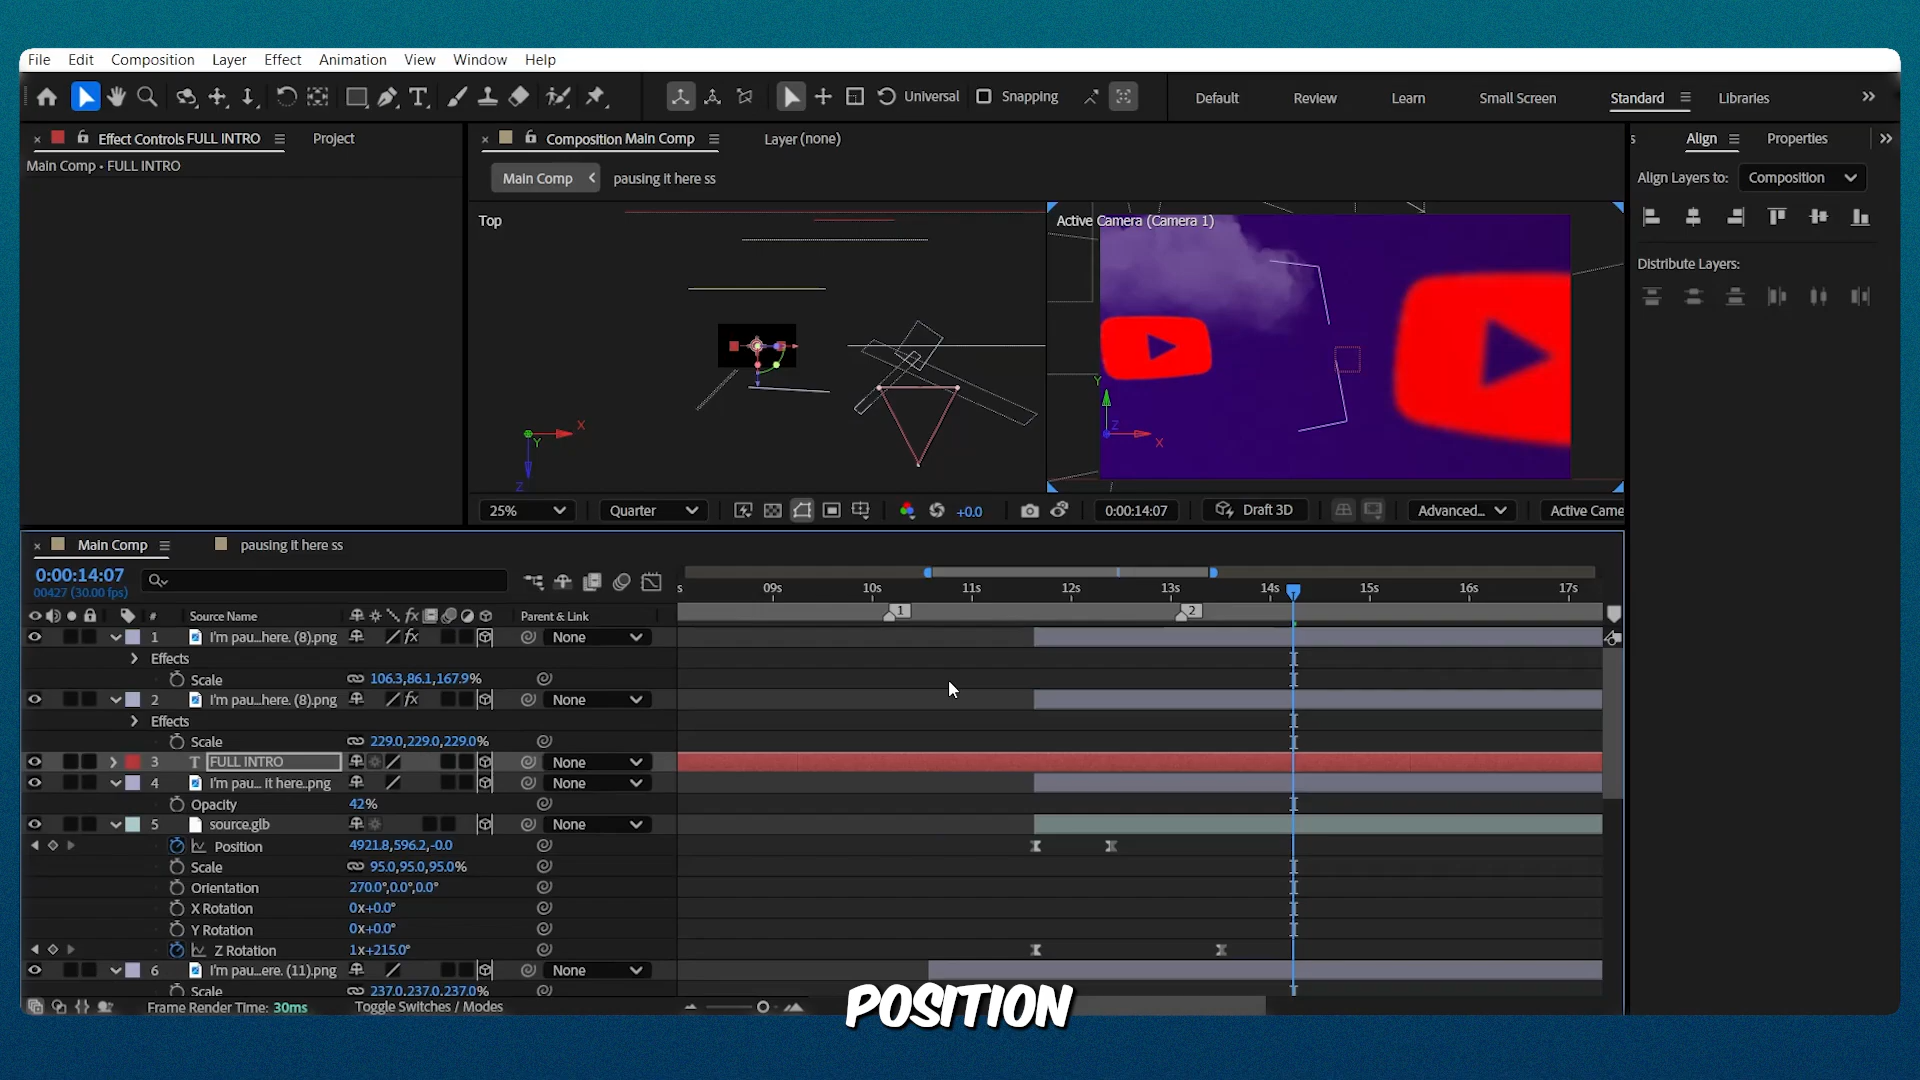 File Edit Composition Layer Effect Animation View Window Help
Universal Snapping Default Review Learn Small Screen Standard Libraries
Effect Controls FULL INTRO Project
Main Comp • FULL INTRO
Composition Main Comp Layer (none)
Main Comp pausing it here ss
Top
Active Camera (Camera 1)
X
Y
Z
Y
Z
X
25% Quarter +0.0 0:00:14:07 Draft 3D Advanced... Active Came
s Align Properties
Align Layers to: Composition
Distribute Layers:
Main Comp pausing it here ss
0:00:14:07
00427 (30.00 fps)
s 09s 10s 11s 12s 13s 14s 15s 16s 17s
# Source Name fx Parent & Link
1 2
1 I'm pau...here. (8).png fx None
Effects
Scale 106.3,86.1,167.9%
2 I'm pau...here. (8).png fx None
Effects
Scale 229.0,229.0,229.0%
3 T FULL INTRO None
4 I'm pau... it here..png None
Opacity 42%
5 source.glb None
Position 4921.8,596.2,-0.0
Scale 95.0,95.0,95.0%
Orientation 270.0°,0.0°,0.0°
X Rotation 0x+0.0°
Y Rotation 0x+0.0°
Z Rotation 1x+215.0°
6 I'm pau...ere. (11).png None
Scale 237.0,237.0,237.0%
Frame Render Time: 30ms Toggle Switches / Modes
POSITION